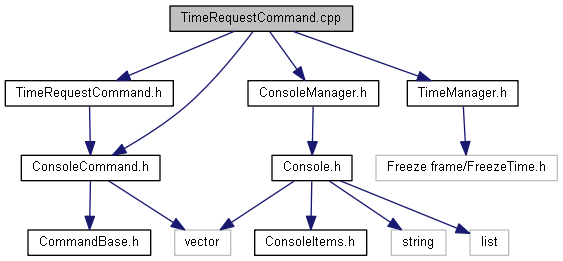 TimeRequestCommand.cpp
TimeRequestCommand.h
ConsoleManager.h
TimeManager.h
ConsoleCommand.h
Console.h
Freeze frame/FreezeTime.h
CommandBase.h
vector
ConsoleItems.h
string
list